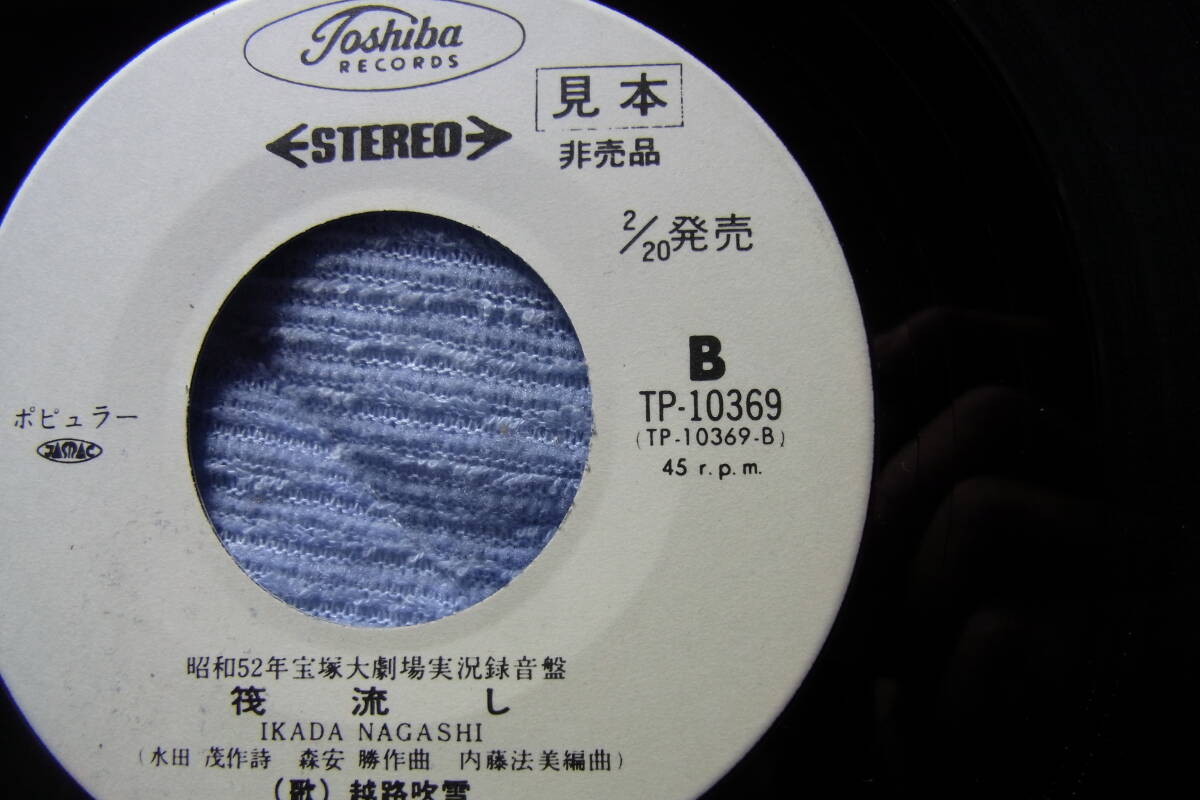 Toshiba
RECORDS
STEREO
見本
非売品
2/20発売
B
TP-10369
(TP-10369-B)
45 r.p.m.
ポピュラー
JASRAC
昭和52年宝塚大劇場実況録音盤
筏流し
IKADA NAGASHI
(水田 茂作詩 森安 勝作曲 内藤法美編曲)
(歌) 越路吹雪